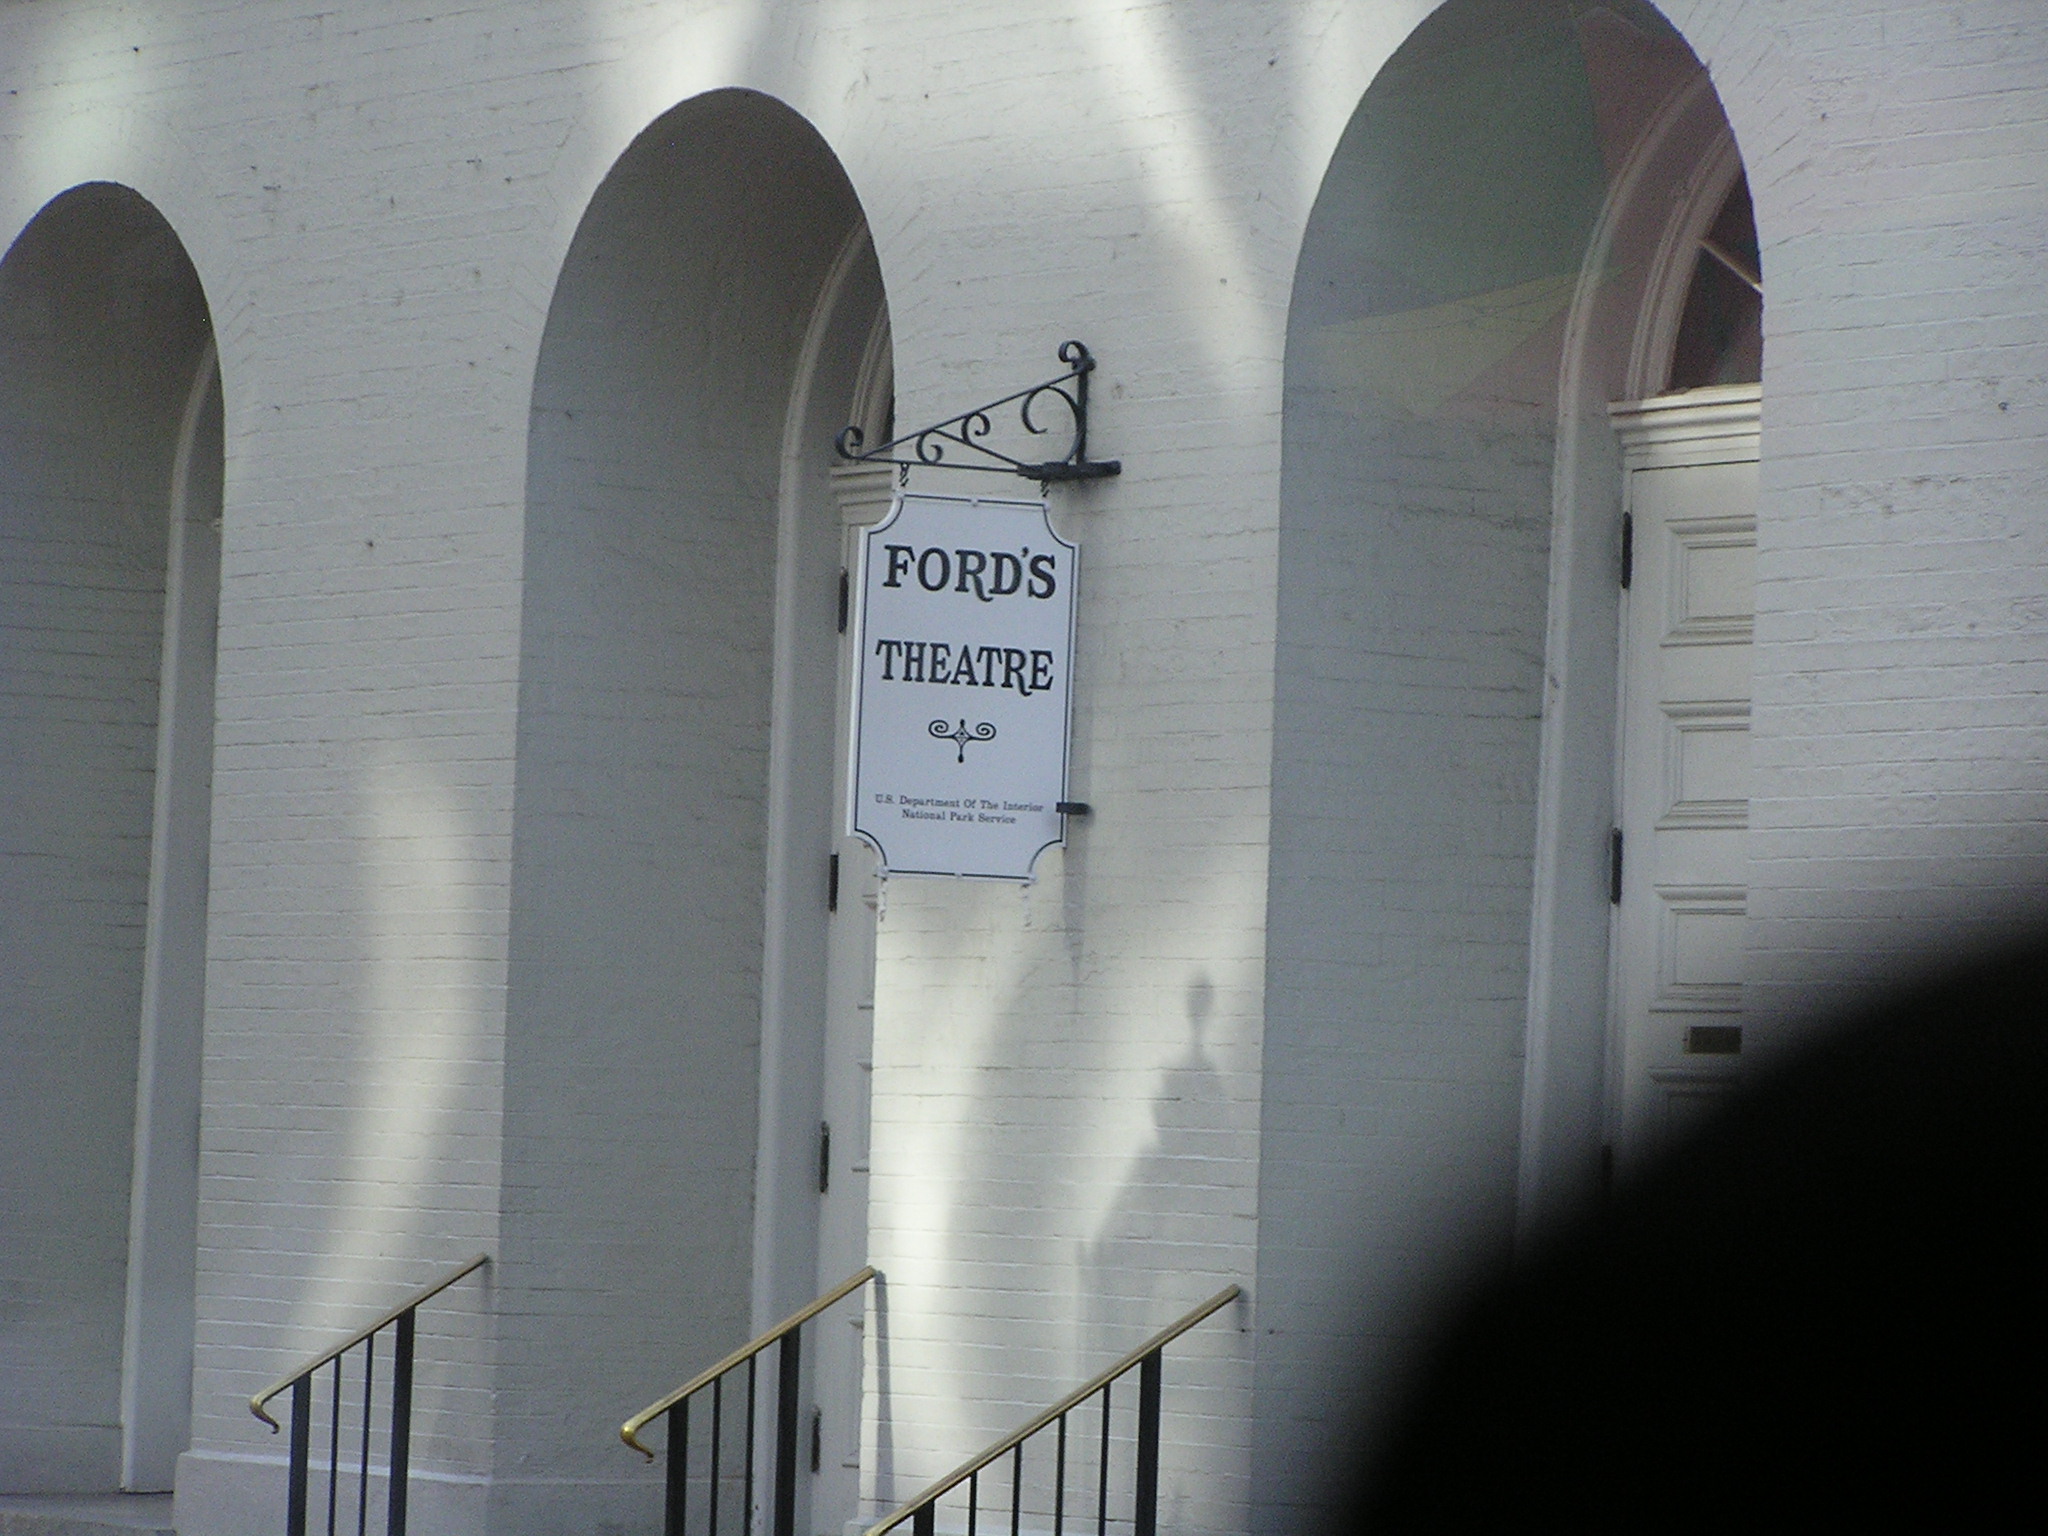 FORD'S
THEATRE
U.S. Department Of The Interior
National Park Service